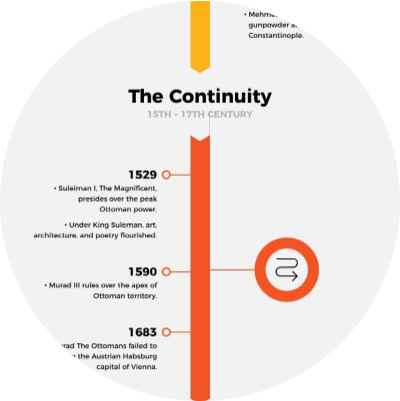 • Mehm
gunpowder
Constantinople.
The Continuity
15TH – 17TH CENTURY
1529
• Suleiman I, The Magnificent,
presides over the peak
Ottoman power.
• Under King Suleman, art,
architecture, and poetry flourished.
1590
• Murad III rules over the apex of
Ottoman territory.
1683
The Ottomans failed to
the Austrian Habsburg
capital of Vienna.